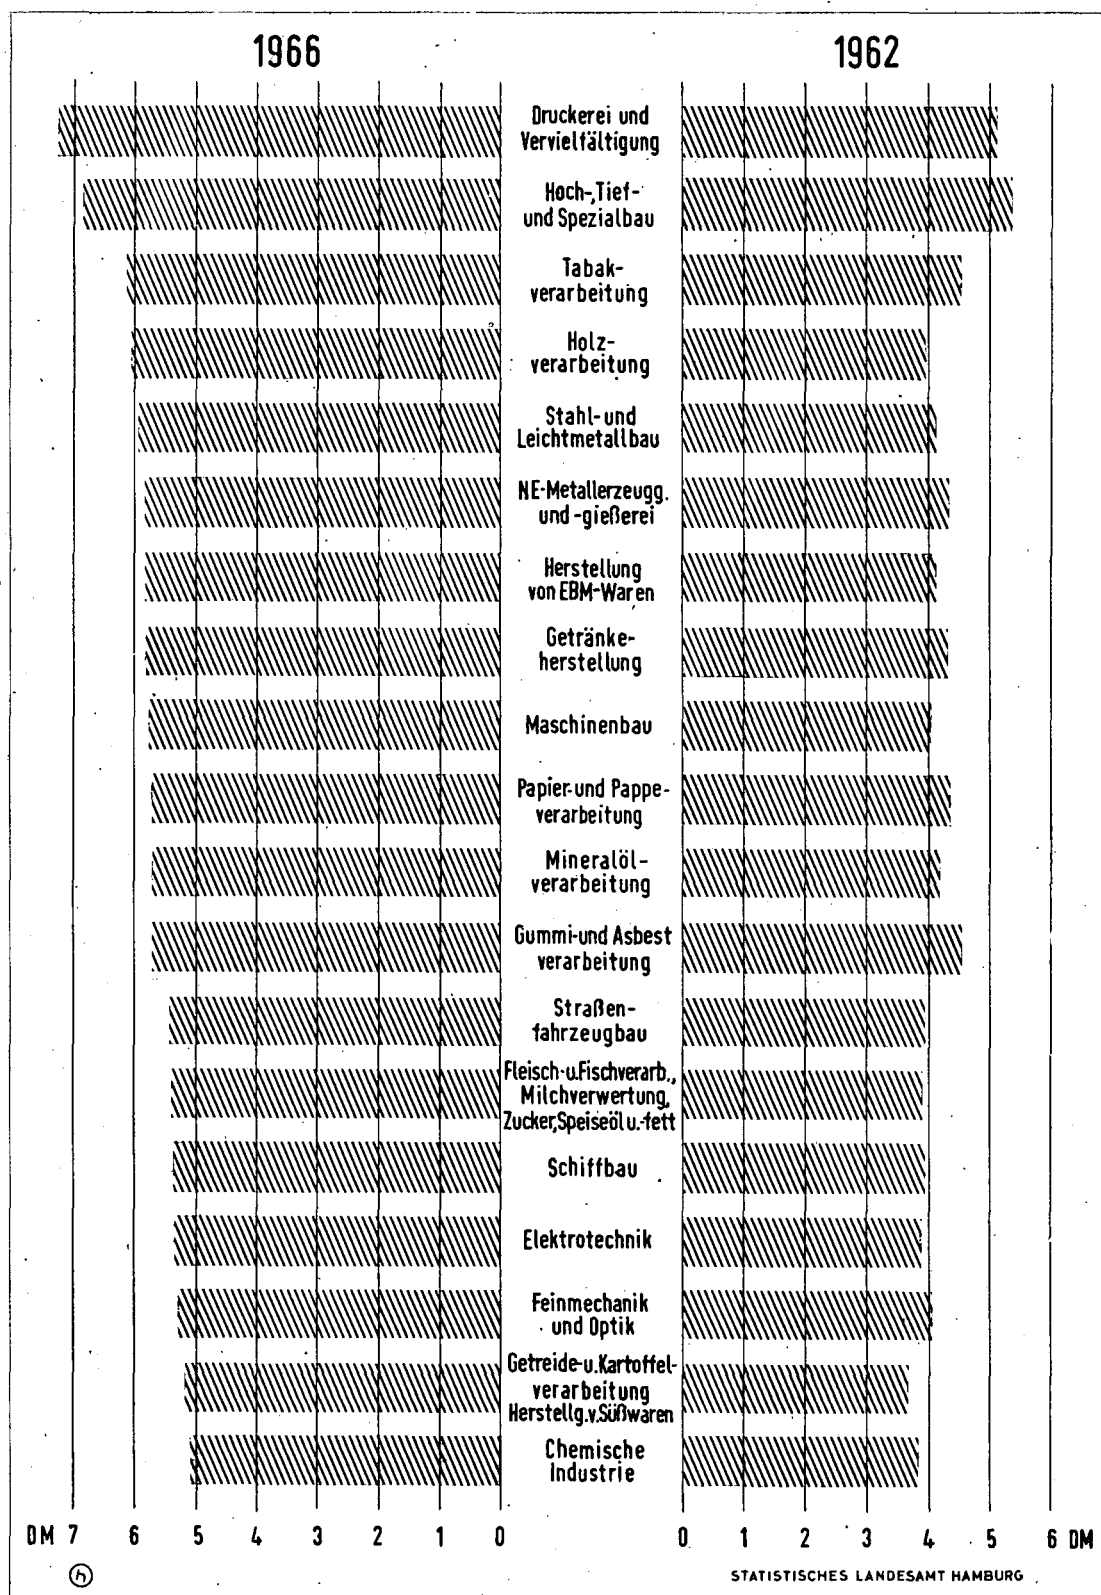 1966
1962
Druckerei und
Vervielfältigung
Hoch-,Tief-
und Spezialbau
Tabak-
verarbeitung
Holz-
verarbeitung
Stahl-und
Leichtmetallbau
NE-Metallerzeugg.
und-gießerei
Herstellung
von EBM-Waren
Getränke-
herstellung
Maschinenbau
Papier-und Pappe-
verarbeitung
Mineralöl-
verarbeitung
Gummi-und Asbest
verarbeitung
Straßen-
fahrzeugbau
Fleisch-u.Fischverarb.,
Milchverwertung,
Zucker,Speiseöl u.-fett
Schiffbau
Elektrotechnik
Feinmechanik
und Optik
Getreide-u.Kartoffel-
verarbeitung
Herstellg.v.Süßwaren
Chemische
Industrie
DM 7 6 5 4 3 2 1 0 0 1 2 3 4 5 6 DM
h
STATISTISCHES LANDESAMT HAMBURG